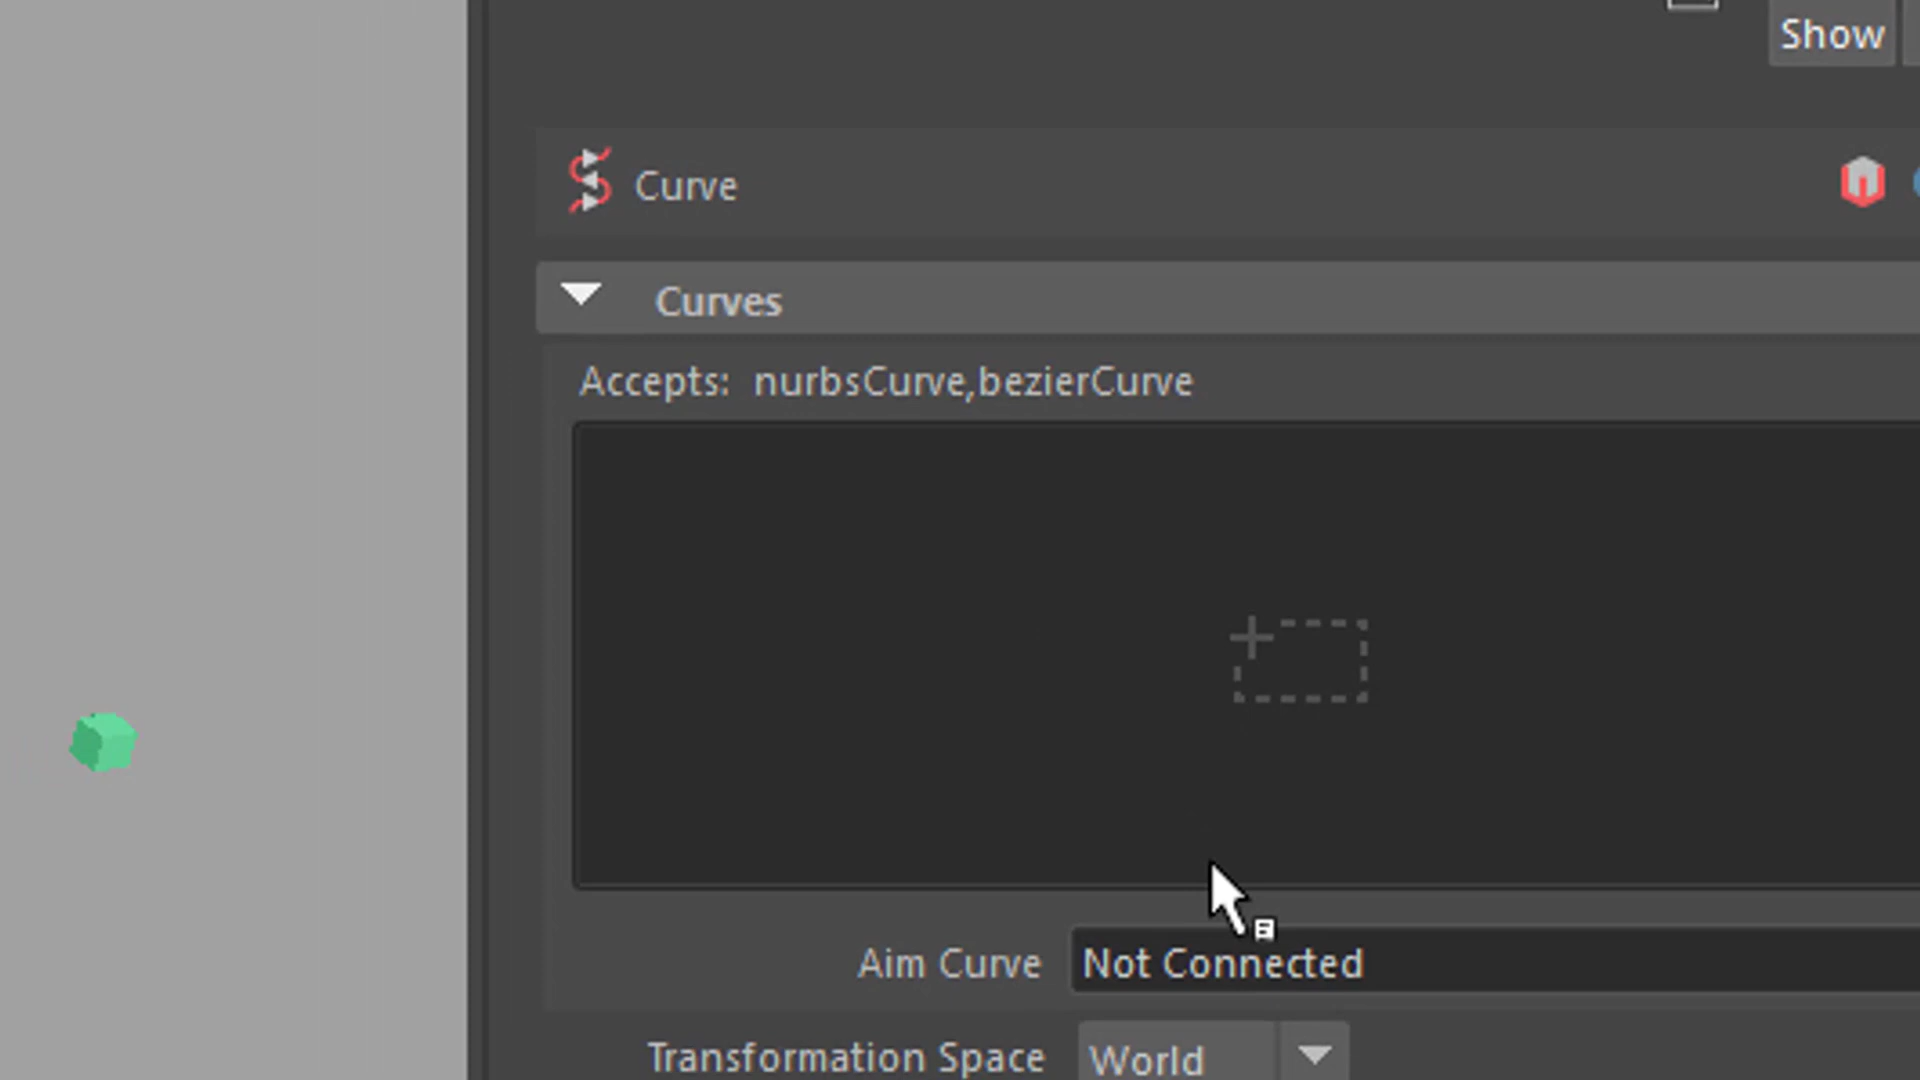 Show
Curve
Curves
Accepts: nurbsCurve,bezierCurve
Aim Curve Not Connected
Transformation Space World